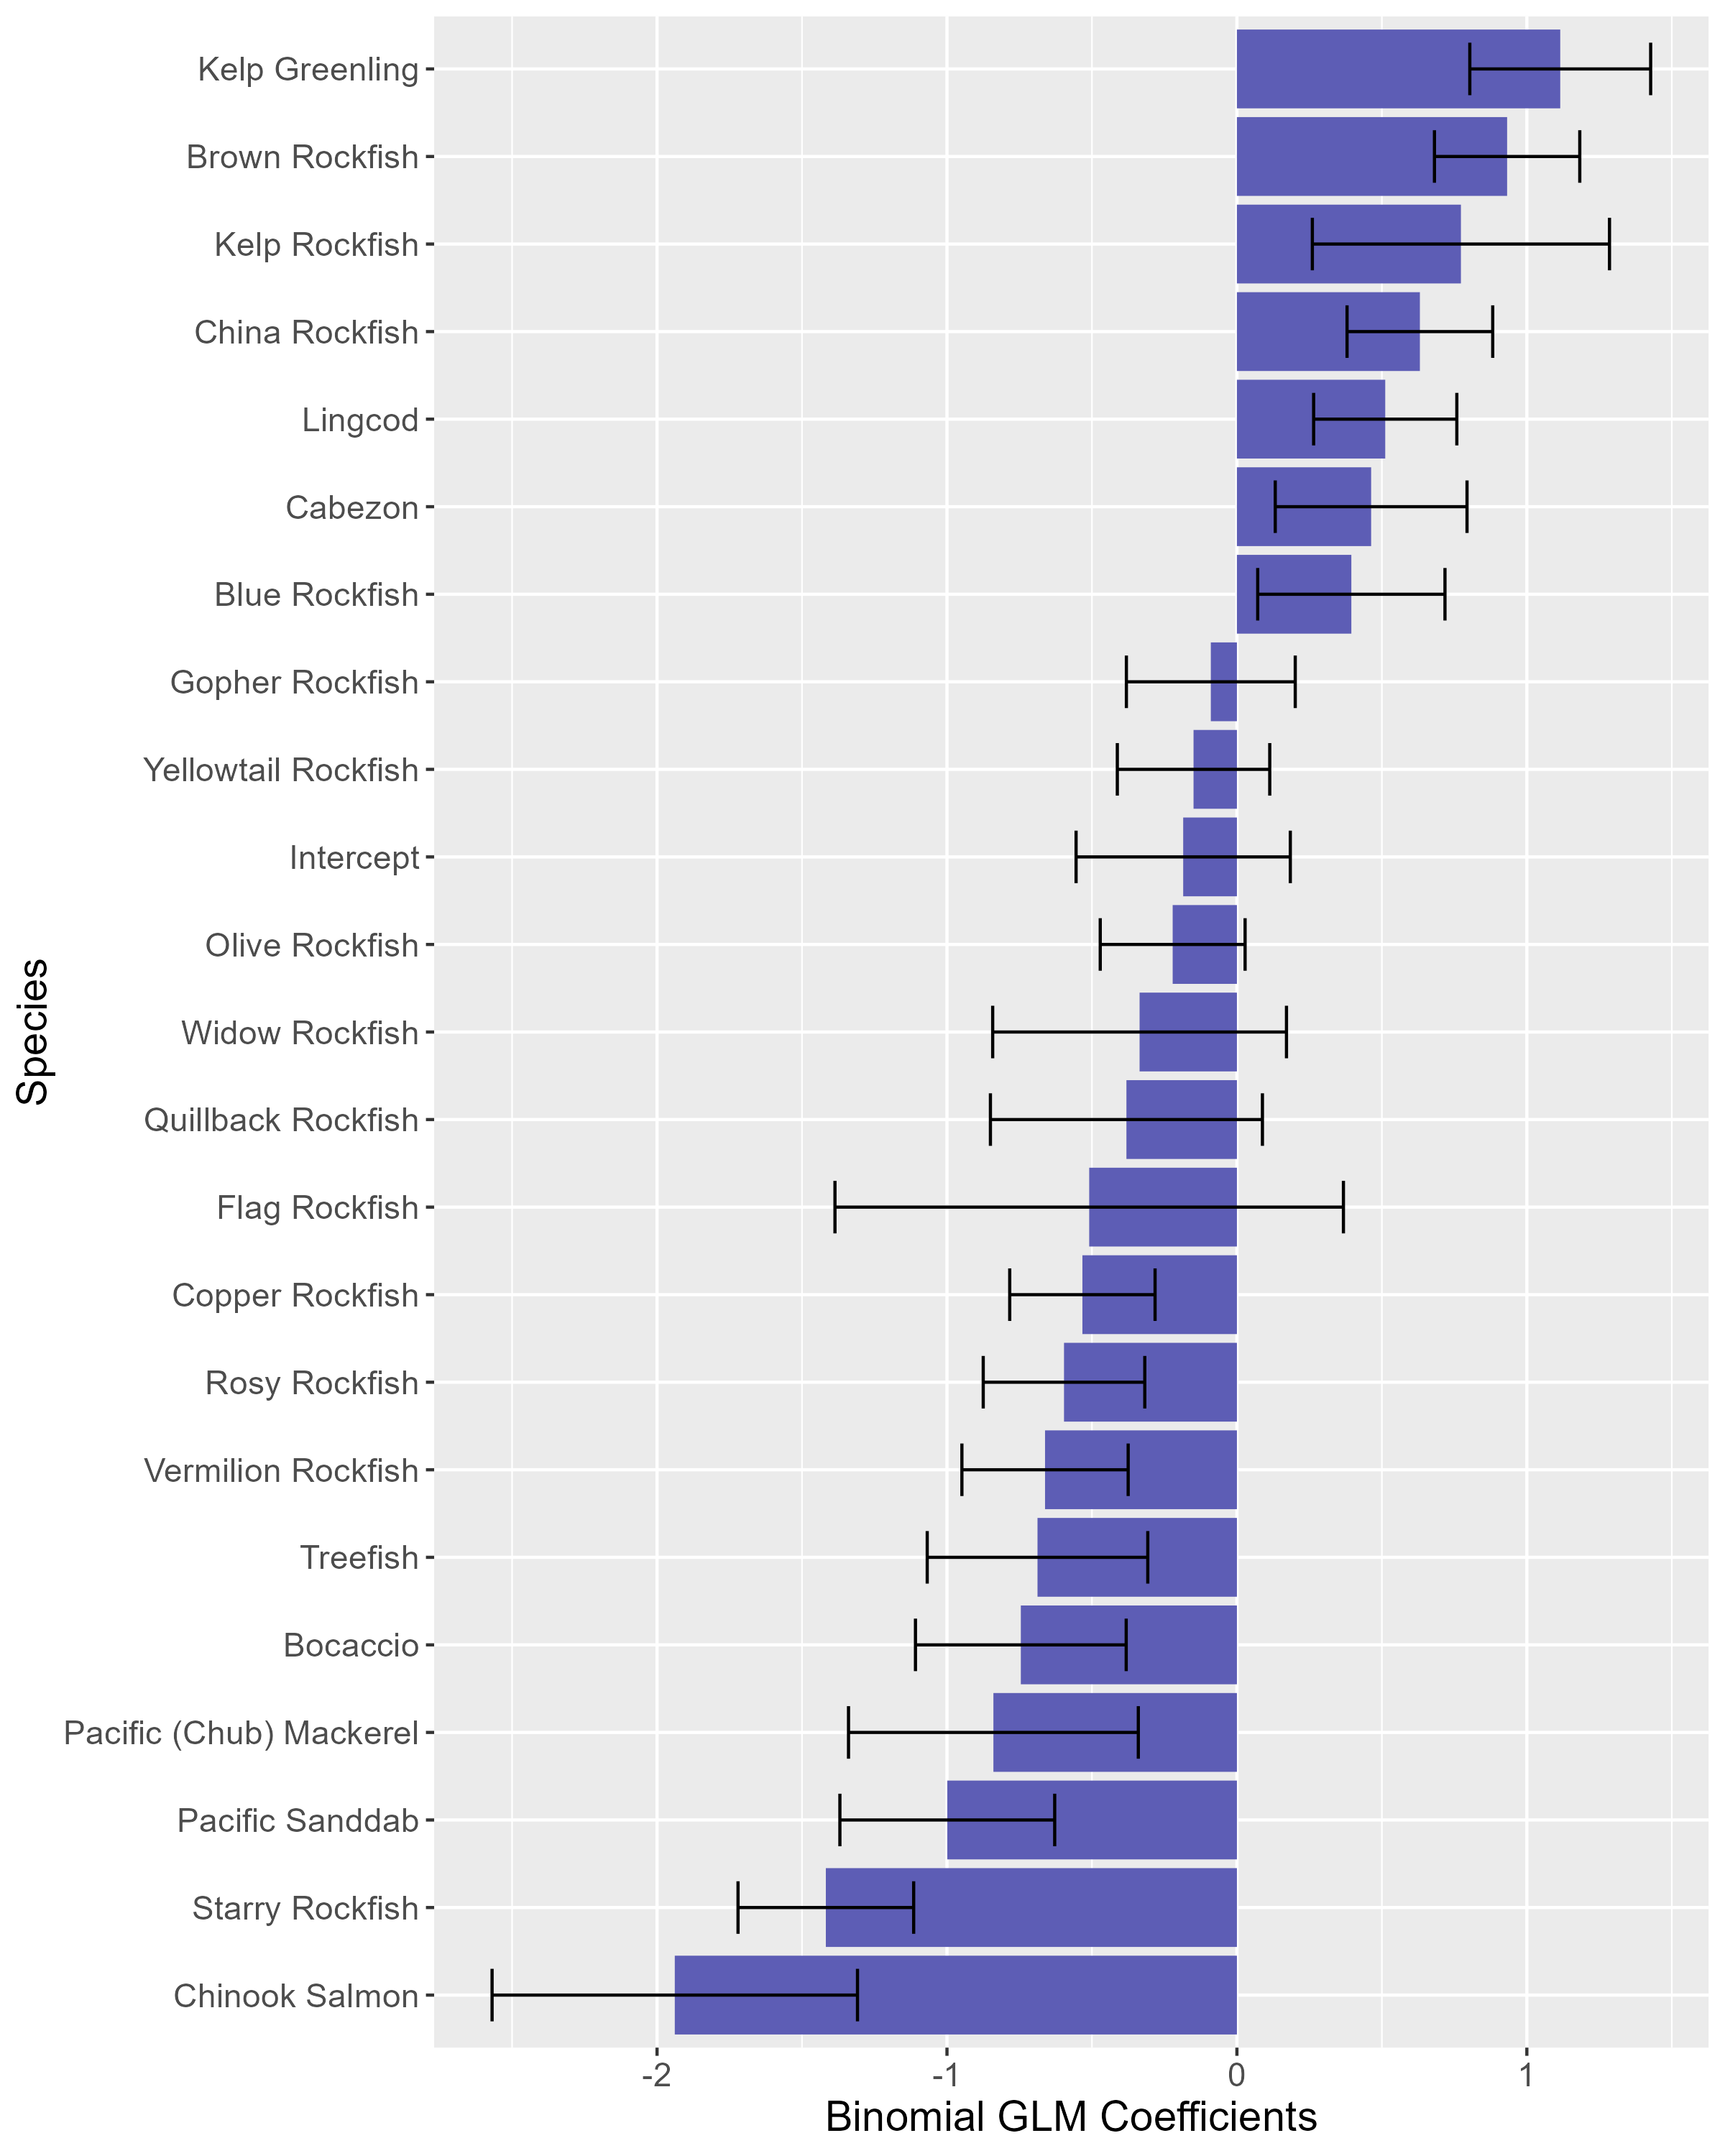 Kelp Greenling
Brown Rockfish
Kelp Rockfish
China Rockfish
Lingcod
Cabezon
Blue Rockfish
Gopher Rockfish
Yellowtail Rockfish
Intercept
Olive Rockfish
Widow Rockfish
Quillback Rockfish
Flag Rockfish
Copper Rockfish
Rosy Rockfish
Vermilion Rockfish
Treefish
Bocaccio
Pacific (Chub) Mackerel
Pacific Sanddab
Starry Rockfish
Chinook Salmon
Species
-2 -1 0 1
Binomial GLM Coefficients